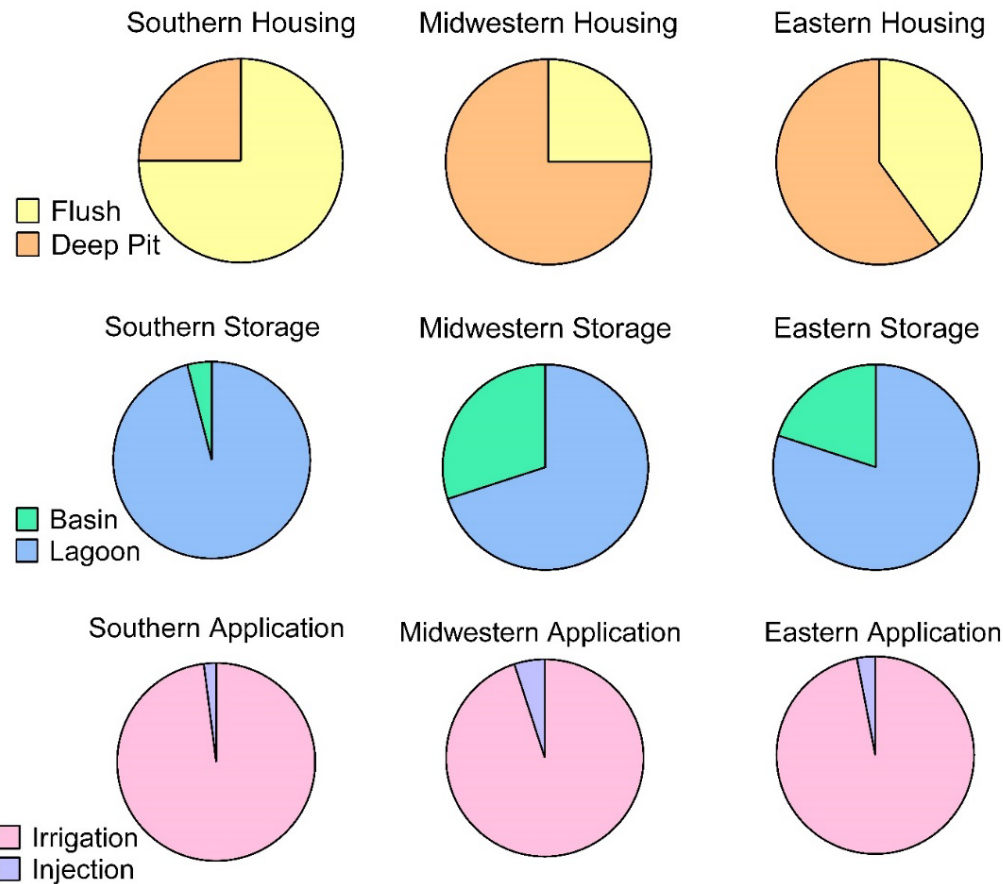 Southern Housing
Midwestern Housing
Eastern Housing
Flush
Deep Pit
Southern Storage
Midwestern Storage
Eastern Storage
Basin
Lagoon
Southern Application
Midwestern Application
Eastern Application
Irrigation
Injection